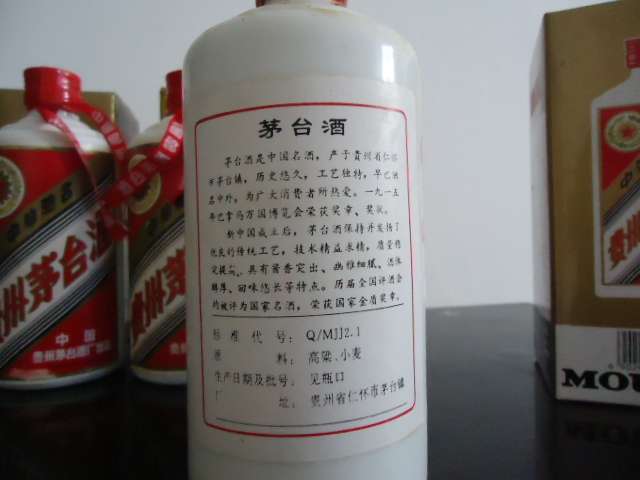 茅台酒
茅台酒是中国名酒，产于贵州省仁怀
市茅台镇，历史悠久，工艺独特，早已驰
名中外，为广大消费者所热爱。一九一五
年巴拿马万国博览会荣获奖章、奖状。
新中国成立后，茅台酒保持并发扬了
优良传统工艺，技术精益求精，质量稳
定提高，具有酱香突出、幽雅细腻、酒体
醇厚、回味悠长等特点。历届全国评酒会
均被评为国家名酒，荣获国家金质奖章。
标准代号：Q/MJJ2.1
原料：高粱、小麦
生产日期及批号：见瓶口
厂址：贵州省仁怀市茅台镇
贵州茅台酒
中国
贵州茅台酒厂
贵州
MOU